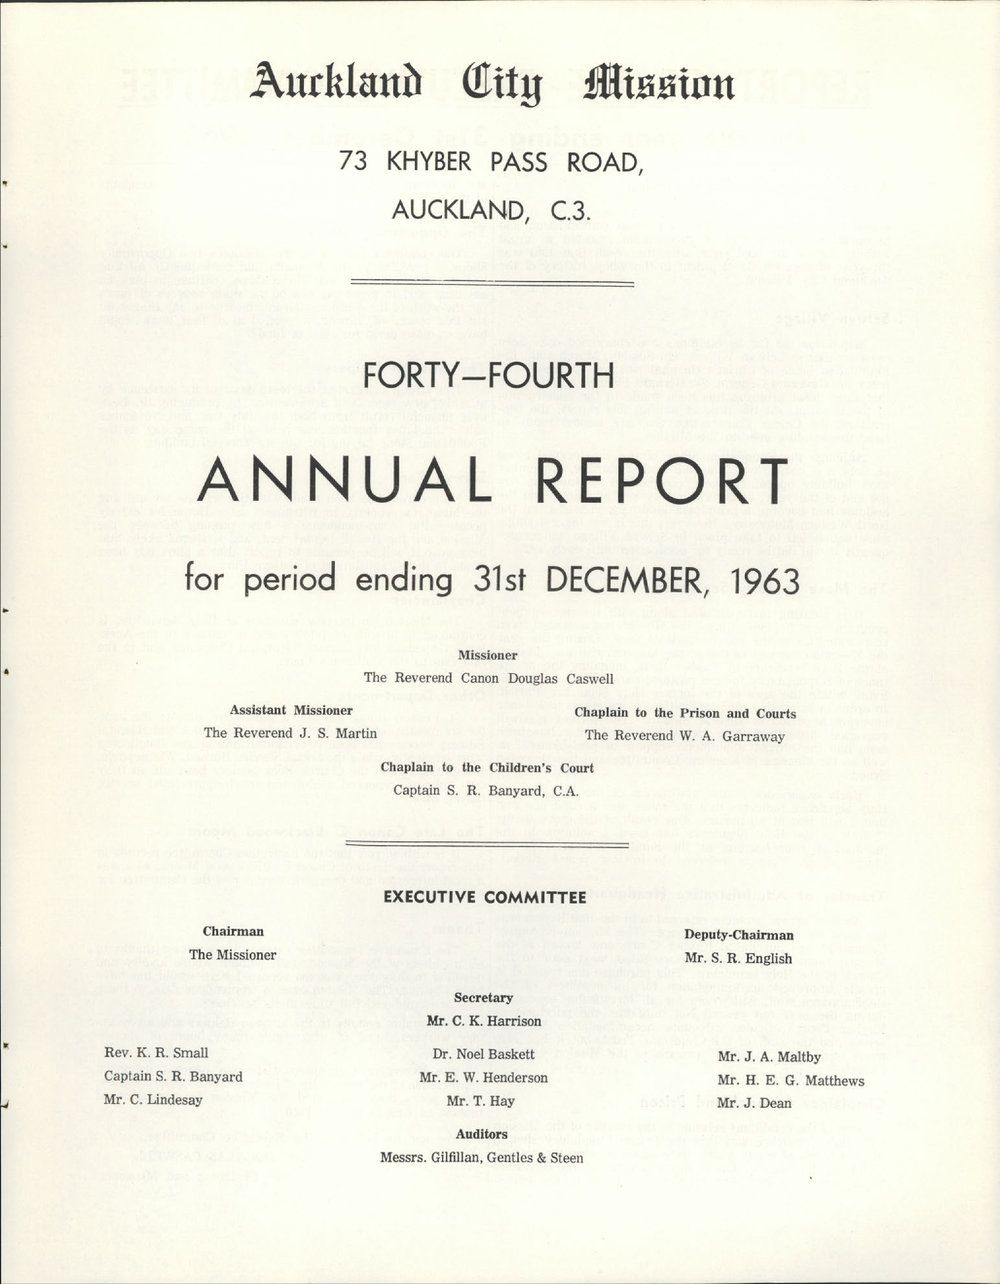 Auckland City Mission
73 KHYBER PASS ROAD,
AUCKLAND, C.3.
FORTY—FOURTH
ANNUAL REPORT
for period ending 31st DECEMBER, 1963
Missioner
The Reverend Canon Douglas Caswell
Assistant Missioner
The Reverend J. S. Martin
Chaplain to the Prison and Courts
The Reverend W. A. Garraway
Chaplain to the Children's Court
Captain S. R. Banyard, C.A.
EXECUTIVE COMMITTEE
Chairman
The Missioner
Deputy-Chairman
Mr. S. R. English
Secretary
Mr. C. K. Harrison
Rev. K. R. Small
Captain S. R. Banyard
Mr. C. Lindesay
Dr. Noel Baskett
Mr. E. W. Henderson
Mr. T. Hay
Mr. J. A. Maltby
Mr. H. E. G. Matthews
Mr. J. Dean
Auditors
Messrs. Gilfillan, Gentles & Steen